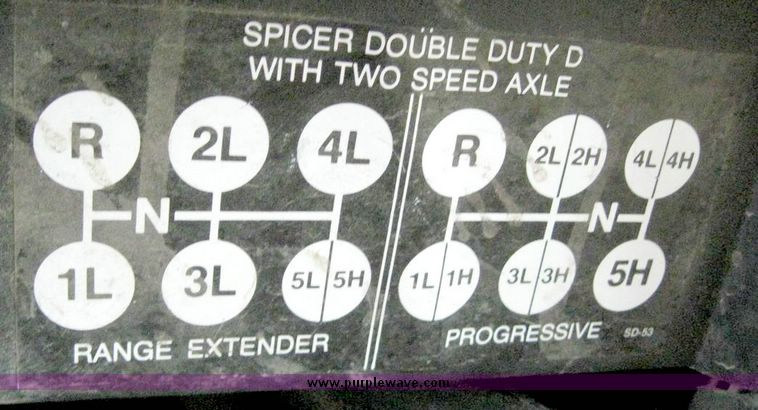 SPICER DOUBLE DUTY D
WITH TWO SPEED AXLE
R 2L 4L
N
1L 3L 5L 5H
RANGE EXTENDER
R 2L 2H 4L 4H
N
1L 1H 3L 3H 5H
PROGRESSIVE
SD-53
www.purplewave.com